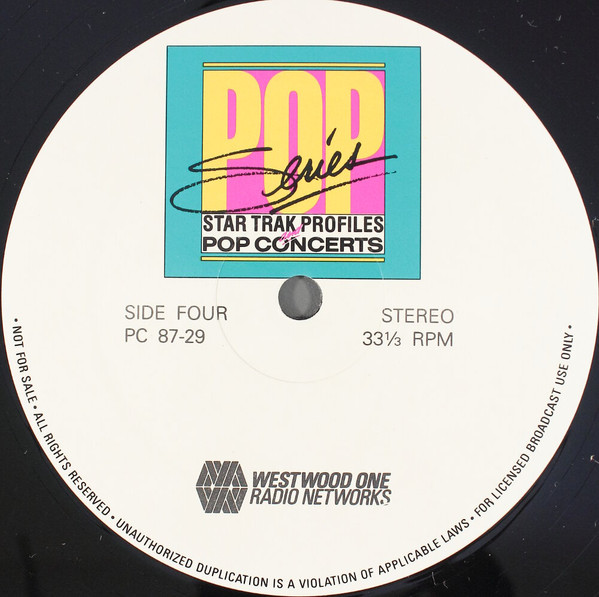 POP
Series
STAR TRAK PROFILES
and
POP CONCERTS
SIDE FOUR
PC 87-29
STEREO
33⅓ RPM
WESTWOOD ONE
RADIO NETWORKS
• NOT FOR SALE • ALL RIGHTS RESERVED • UNAUTHORIZED DUPLICATION IS A VIOLATION OF APPLICABLE LAWS • FOR LICENSED BROADCAST USE ONLY •